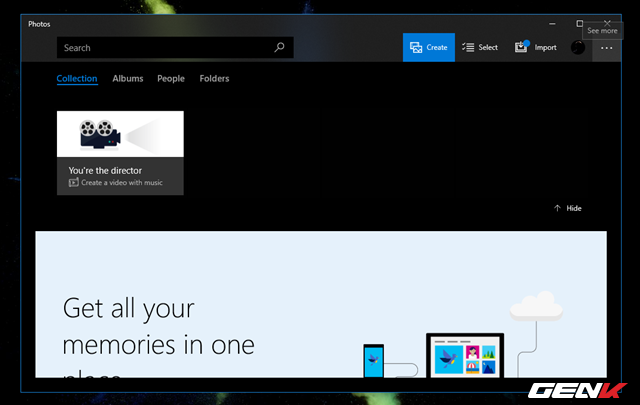 Photos
See more
Search
Create
Select
Import
Collection
Albums
People
Folders
You're the director
Create a video with music
Hide
Get all your
memories in one
place
GENK